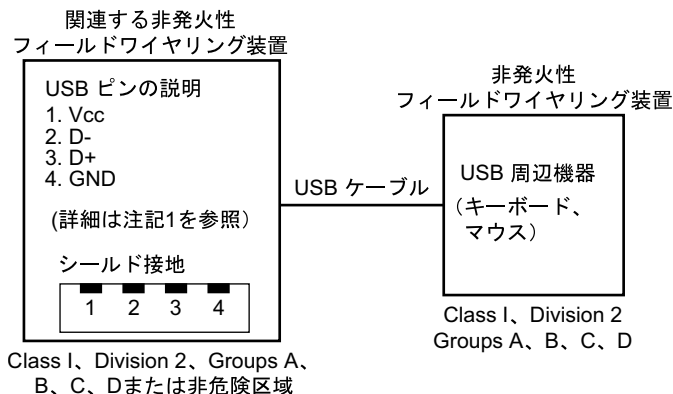 関連する非発火性
フィールドワイヤリング装置
USB ピンの説明
1. Vcc
2. D-
3. D+
4. GND
(詳細は注記1を参照）
シールド接地
1 2 3 4
Class I、Division 2、Groups A、
B、C、Dまたは非危険区域
USB ケーブル
非発火性
フィールドワイヤリング装置
USB 周辺機器
（キーボード、
マウス）
Class I、Division 2
Groups A、B、C、D